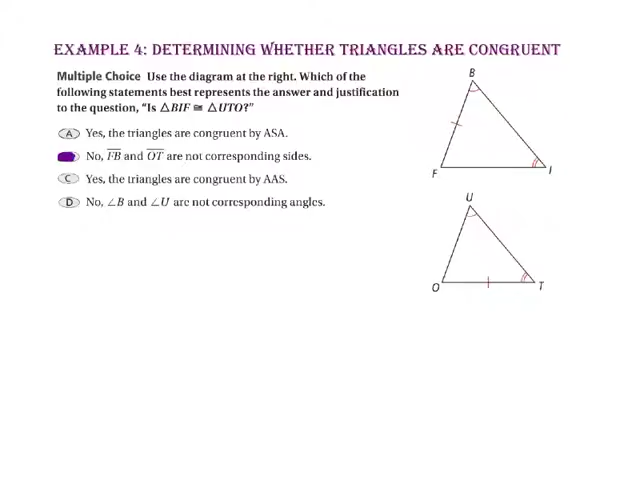 EXAMPLE 4: DETERMINING WHETHER TRIANGLES ARE CONGRUENT
Multiple Choice Use the diagram at the right. Which of the
following statements best represents the answer and justification
to the question, “Is △BIF ≅ △UTO?”
A Yes, the triangles are congruent by ASA.
No, FB and OT are not corresponding sides.
C Yes, the triangles are congruent by AAS.
D No, ∠B and ∠U are not corresponding angles.
B
F
I
U
O
T